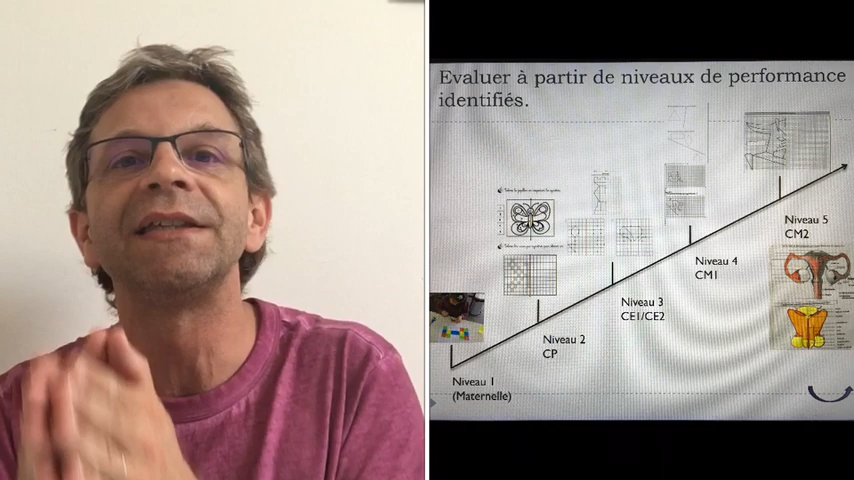 Evaluer à partir de niveaux de performance
identifiés.
Niveau 5
CM2
Niveau 4
CM1
Niveau 3
CE1/CE2
Niveau 2
CP
Niveau 1
(Maternelle)